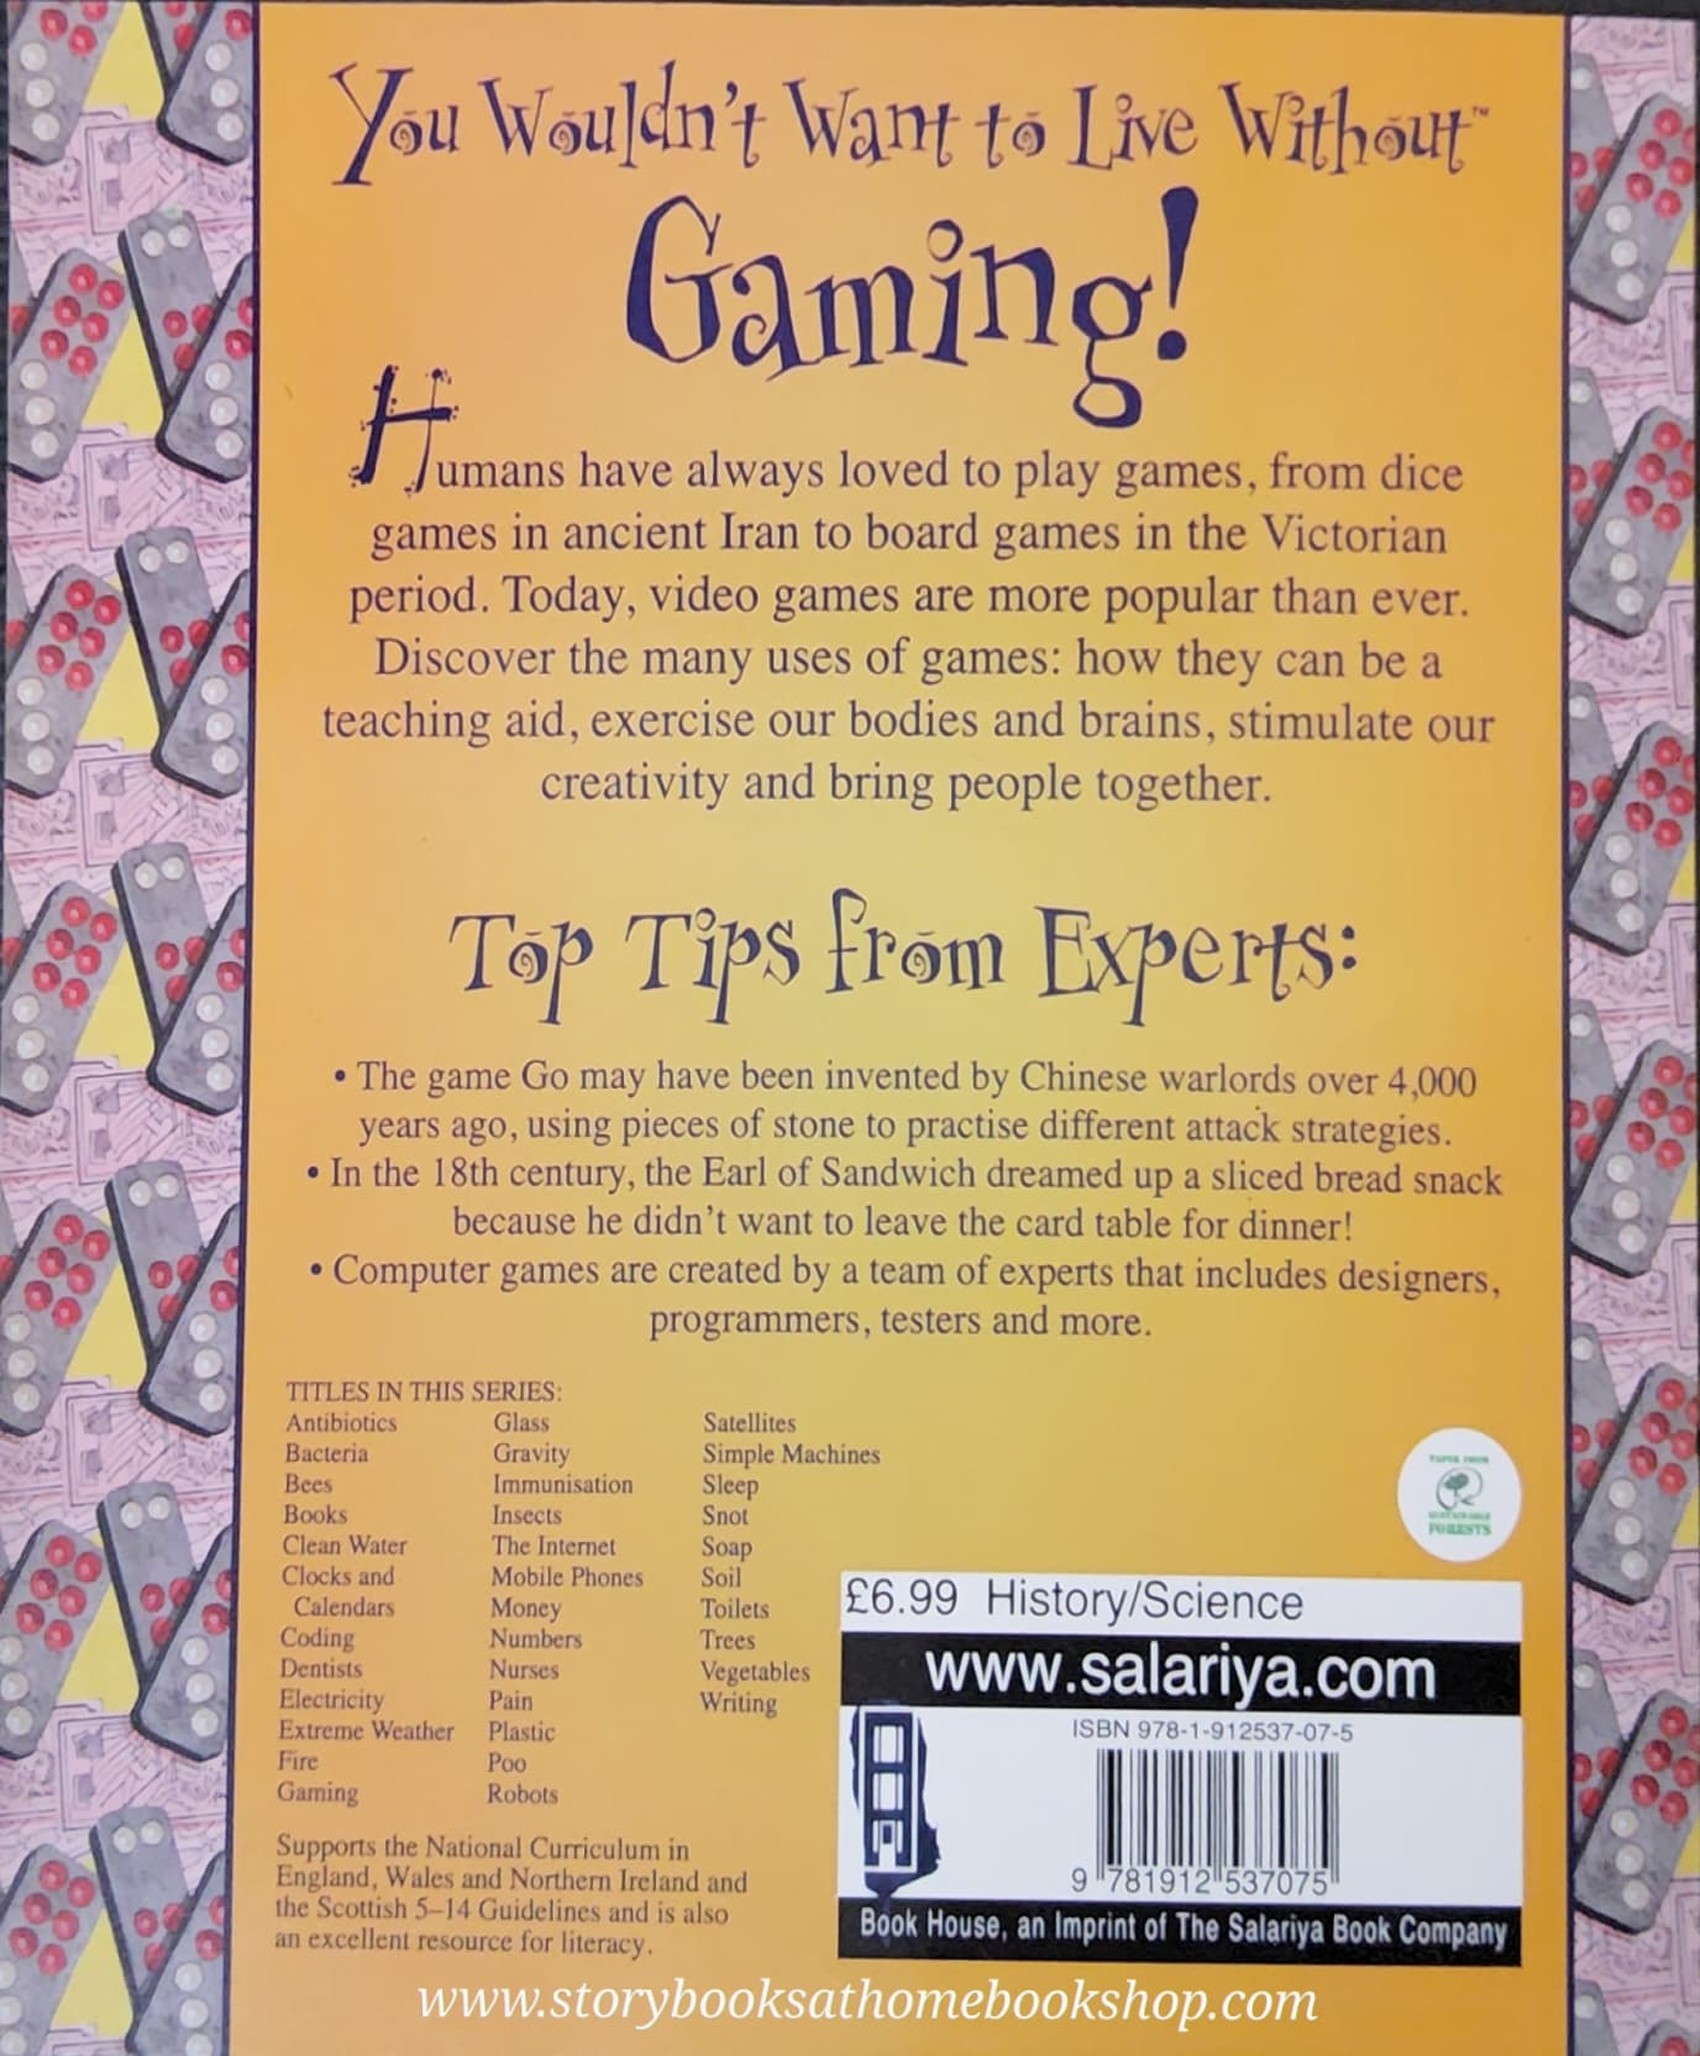 You Wouldn't Want to Live Without™
Gaming!
Humans have always loved to play games, from dice
games in ancient Iran to board games in the Victorian
period. Today, video games are more popular than ever.
Discover the many uses of games: how they can be a
teaching aid, exercise our bodies and brains, stimulate our
creativity and bring people together.
Top Tips from Experts:
• The game Go may have been invented by Chinese warlords over 4,000
years ago, using pieces of stone to practise different attack strategies.
• In the 18th century, the Earl of Sandwich dreamed up a sliced bread snack
because he didn't want to leave the card table for dinner!
• Computer games are created by a team of experts that includes designers,
programmers, testers and more.
TITLES IN THIS SERIES:
Antibiotics
Bacteria
Bees
Books
Clean Water
Clocks and
Calendars
Coding
Dentists
Electricity
Extreme Weather
Fire
Gaming
Glass
Gravity
Immunisation
Insects
The Internet
Mobile Phones
Money
Numbers
Nurses
Pain
Plastic
Poo
Robots
Satellites
Simple Machines
Sleep
Snot
Soap
Soil
Toilets
Trees
Vegetables
Writing
Supports the National Curriculum in
England, Wales and Northern Ireland and
the Scottish 5–14 Guidelines and is also
an excellent resource for literacy.
PAPER FROM
SUSTAINABLE
FORESTS
£6.99 History/Science
www.salariya.com
ISBN 978-1-912537-07-5
9 781912 537075
Book House, an Imprint of The Salariya Book Company
www.storybooksathomebookshop.com